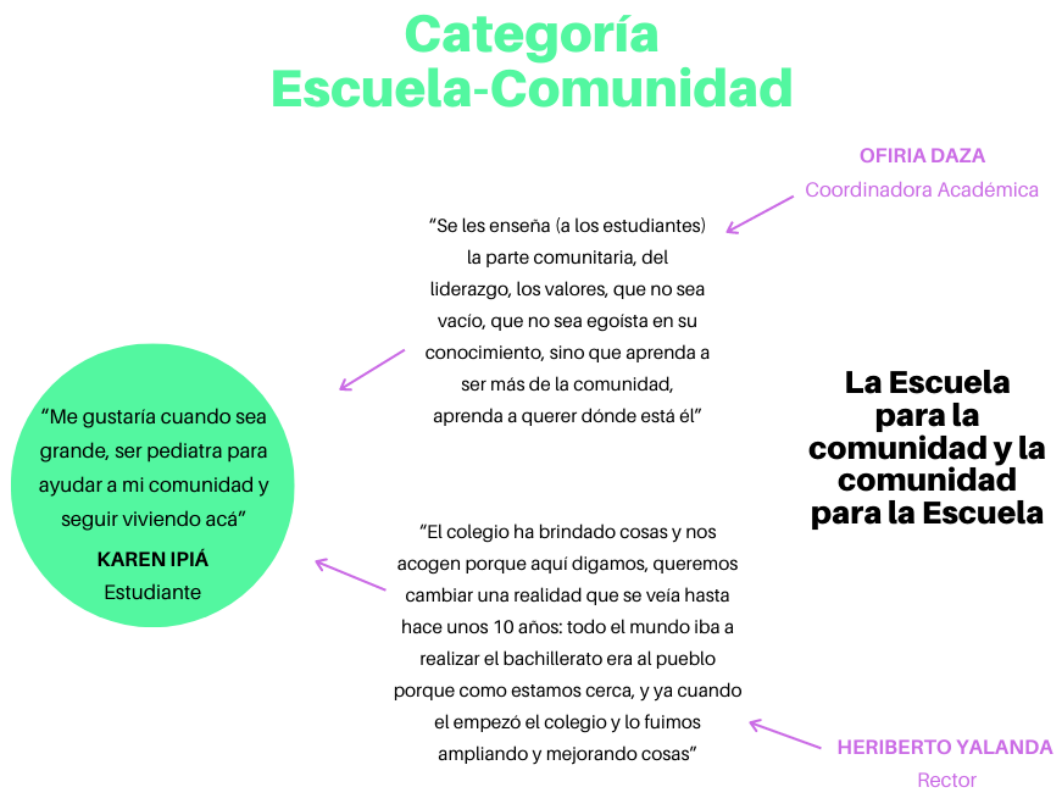 Categoría
Escuela-Comunidad
OFIRIA DAZA
Coordinadora Académica
“Se les enseña (a los estudiantes)
la parte comunitaria, del
liderazgo, los valores, que no sea
vacío, que no sea egoísta en su
conocimiento, sino que aprenda a
ser más de la comunidad,
aprenda a querer dónde está él”
“Me gustaría cuando sea
grande, ser pediatra para
ayudar a mi comunidad y
seguir viviendo acá”
KAREN IPIÁ
Estudiante
La Escuela
para la
comunidad y la
comunidad
para la Escuela
“El colegio ha brindado cosas y nos
acogen porque aquí digamos, queremos
cambiar una realidad que se veía hasta
hace unos 10 años: todo el mundo iba a
realizar el bachillerato era al pueblo
porque como estamos cerca, y ya cuando
el empezó el colegio y lo fuimos
ampliando y mejorando cosas”
HERIBERTO YALANDA
Rector